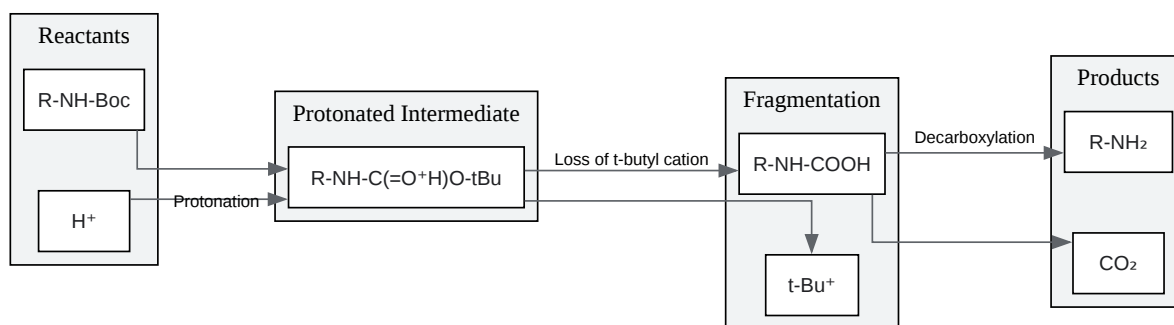 Reactants
R-NH-Boc
H⁺
Protonation
Protonated Intermediate
R-NH-C(=O⁺H)O-tBu
Loss of t-butyl cation
Fragmentation
R-NH-COOH
t-Bu⁺
Decarboxylation
Products
R-NH₂
CO₂